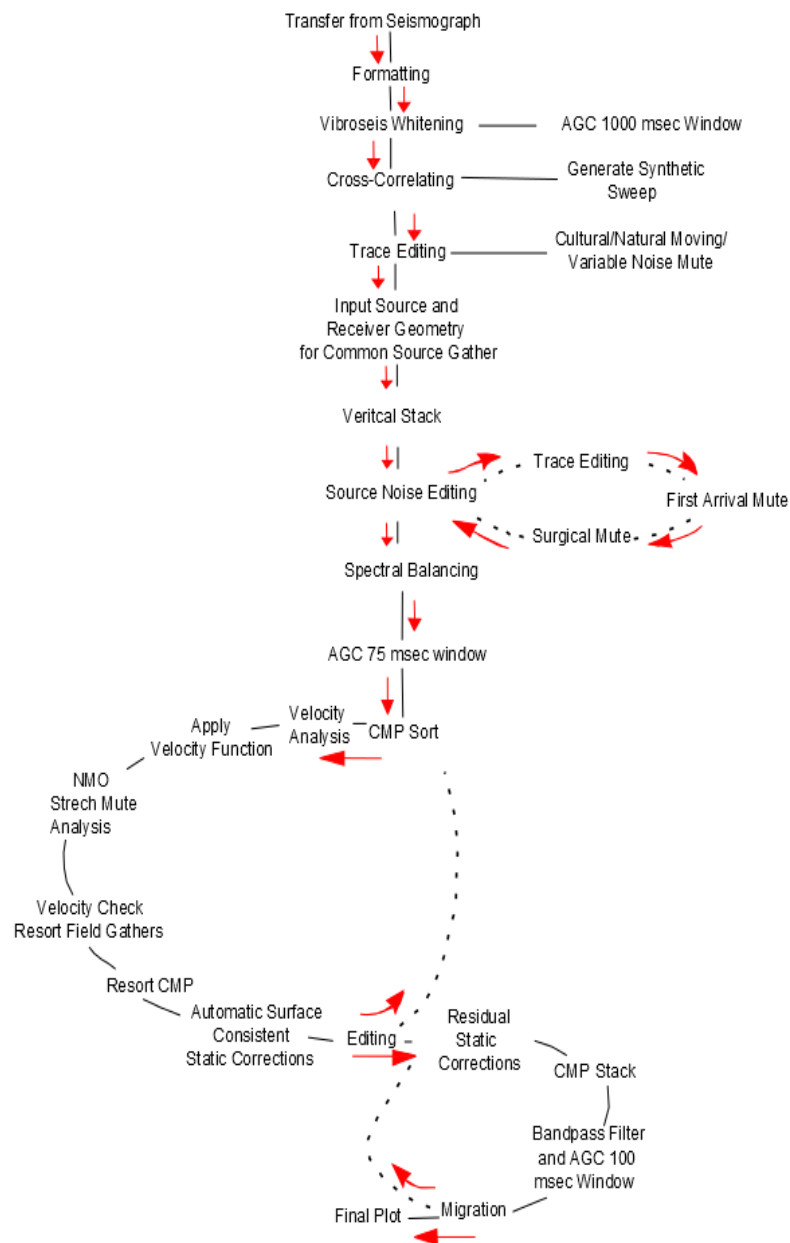 Transfer from Seismograph
Formatting
Vibroseis Whitening
AGC 1000 msec Window
Cross-Correlating
Generate Synthetic
Sweep
Trace Editing
Cultural/Natural Moving/
Variable Noise Mute
Input Source and
Receiver Geometry
for Common Source Gather
Veritcal Stack
Source Noise Editing
Trace Editing
First Arrival Mute
Surgical Mute
Spectral Balancing
AGC 75 msec window
CMP Sort
Velocity
Analysis
Apply
Velocity Function
NMO
Strech Mute
Analysis
Velocity Check
Resort Field Gathers
Resort CMP
Automatic Surface
Consistent
Static Corrections
Editing
Residual
Static
Corrections
CMP Stack
Bandpass Filter
and AGC 100
msec Window
Migration
Final Plot